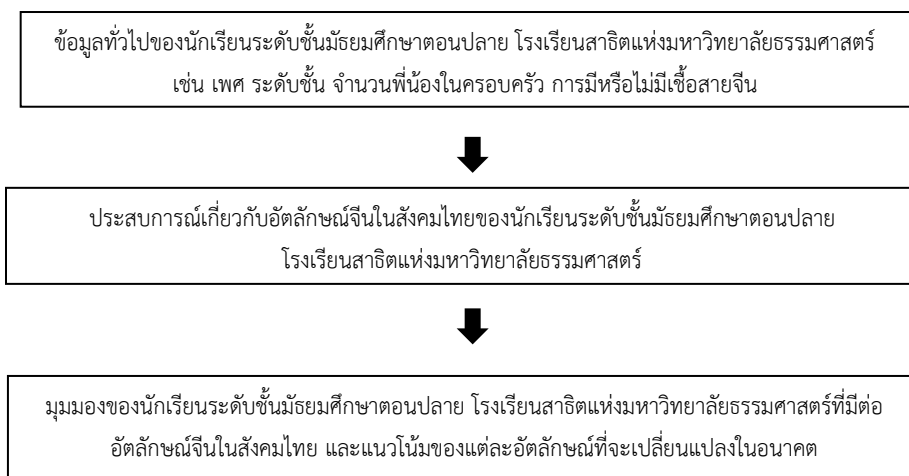 ข้อมูลทั่วไปของนักเรียนระดับชั้นมัธยมศึกษาตอนปลาย โรงเรียนสาธิตแห่งมหาวิทยาลัยธรรมศาสตร์
เช่น เพศ ระดับชั้น จำนวนพี่น้องในครอบครัว การมีหรือไม่มีเชื้อสายจีน
ประสบการณ์เกี่ยวกับอัตลักษณ์จีนในสังคมไทยของนักเรียนระดับชั้นมัธยมศึกษาตอนปลาย
โรงเรียนสาธิตแห่งมหาวิทยาลัยธรรมศาสตร์
มุมมองของนักเรียนระดับชั้นมัธยมศึกษาตอนปลาย โรงเรียนสาธิตแห่งมหาวิทยาลัยธรรมศาสตร์ที่มีต่อ
อัตลักษณ์จีนในสังคมไทย และแนวโน้มของแต่ละอัตลักษณ์ที่จะเปลี่ยนแปลงในอนาคต